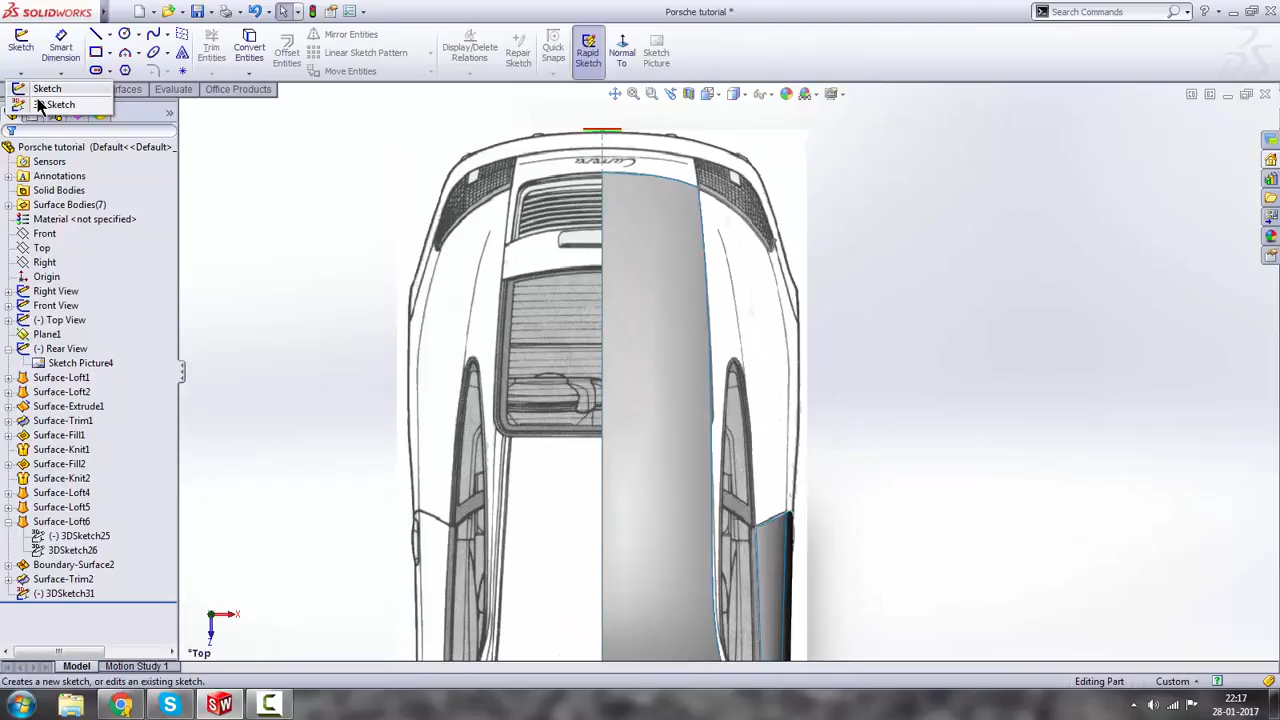 SOLIDWORKS
Porsche tutorial *
Search Commands
Sketch
Smart Dimension
Trim Entities
Convert Entities
Offset Entities
Mirror Entities
Linear Sketch Pattern
Move Entities
Display/Delete Relations
Repair Sketch
Quick Snaps
Rapid Sketch
Normal To
Sketch Picture
Sketch
Sketch
Evaluate
Office Products
Porsche tutorial (Default<<Default>_
Sensors
Annotations
Solid Bodies
Surface Bodies(7)
Material <not specified>
Front
Top
Right
Origin
Right View
Front View
(-) Top View
Plane1
(-) Rear View
Sketch Picture4
Surface-Loft1
Surface-Loft2
Surface-Extrude1
Surface-Trim1
Surface-Fill1
Surface-Knit1
Surface-Fill2
Surface-Knit2
Surface-Loft4
Surface-Loft5
Surface-Loft6
(-) 3DSketch25
3DSketch26
Boundary-Surface2
Surface-Trim2
(-) 3DSketch31
Carrera
X
Z
*Top
Model
Motion Study 1
Creates a new sketch, or edits an existing sketch.
Editing Part
Custom
22:17
28-01-2017